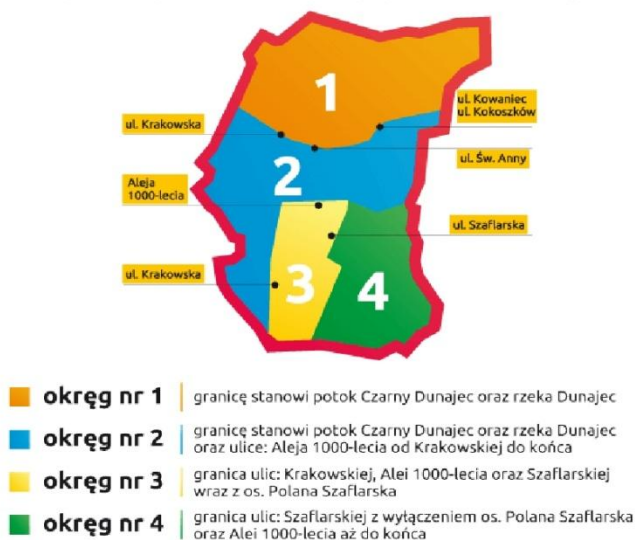 1
ul. Kowaniec
ul. Kokoszków
ul. Krakowska
ul. Św. Anny
2
Aleja
1000-lecia
ul. Szaflarska
ul. Krakowska
3
4
okręg nr 1
granicę stanowi potok Czarny Dunajec oraz rzeka Dunajec
okręg nr 2
granicę stanowi potok Czarny Dunajec oraz rzeka Dunajec
oraz ulice: Aleja 1000-lecia od Krakowskiej do końca
okręg nr 3
granica ulic: Krakowskiej, Alei 1000-lecia oraz Szaflarskiej
wraz z os. Polana Szaflarska
okręg nr 4
granica ulic: Szaflarskiej z wyłączeniem os. Polana Szaflarska
oraz Alei 1000-lecia aż do końca